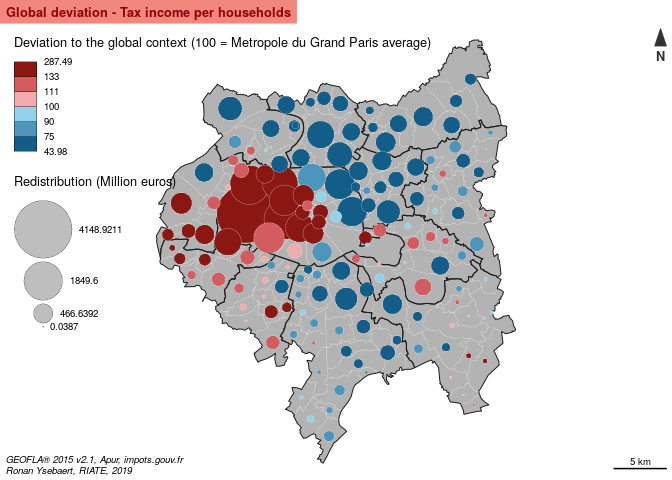 Global deviation - Tax income per households
Deviation to the global context (100 = Metropole du Grand Paris average)
287.49
133
111
100
90
75
43.98
N
Redistribution (Million euros)
4148.9211
1849.6
466.6392
0.0387
GEOFLA® 2015 v2.1, Apur, impots.gouv.fr
Ronan Ysebaert, RIATE, 2019
5 km